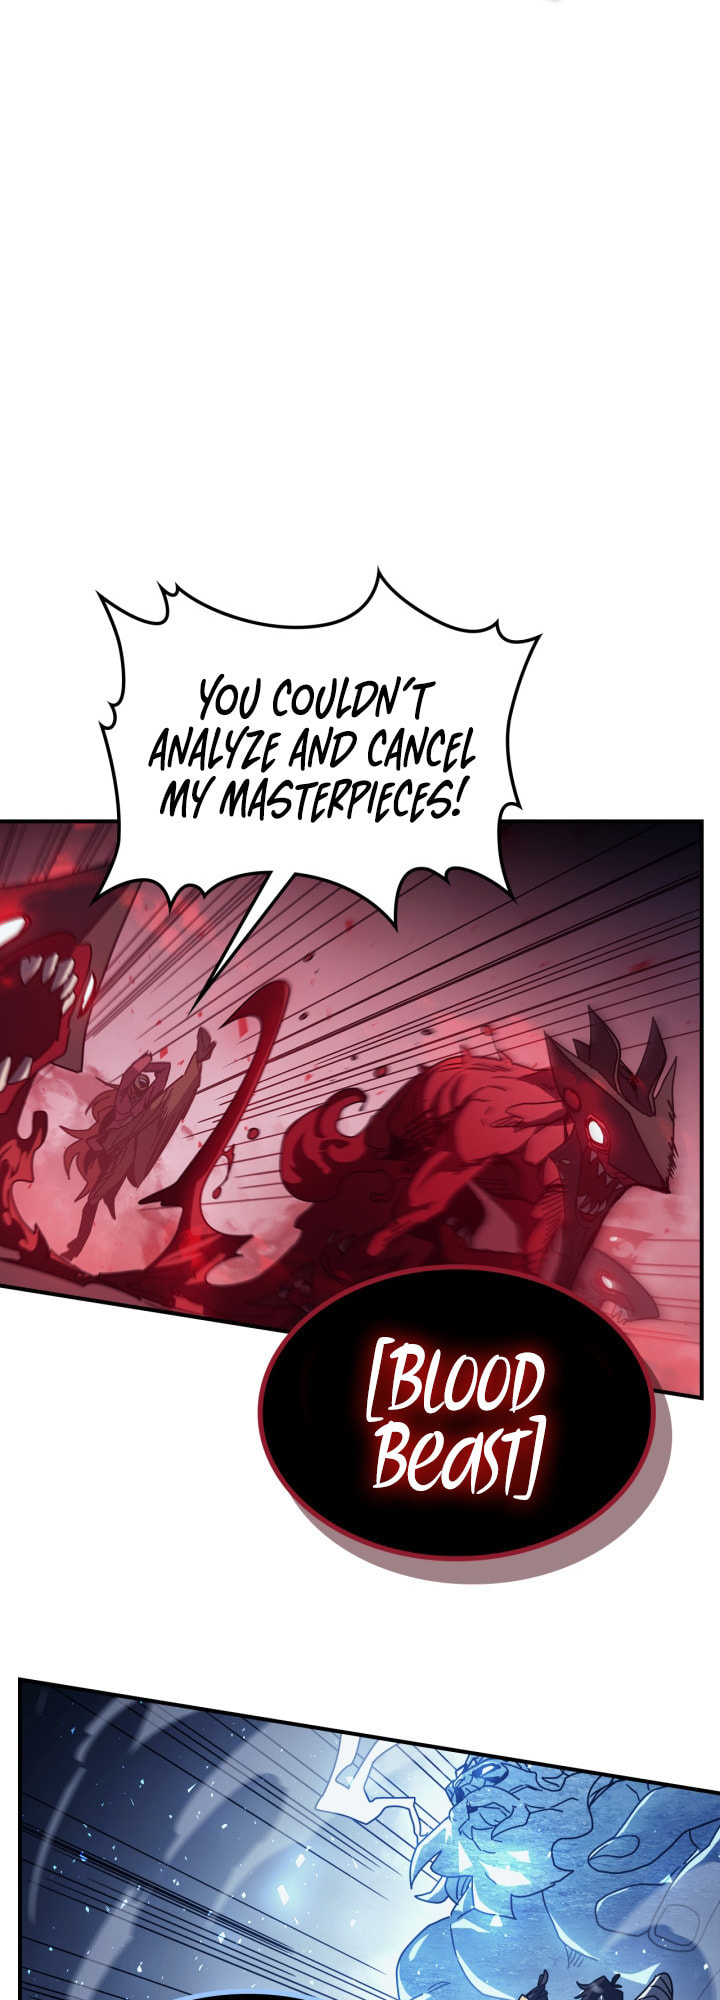 YOU COULDN'T
ANALYZE AND CANCEL
MY MASTERPIECES!
[BLOOD
BEAST]